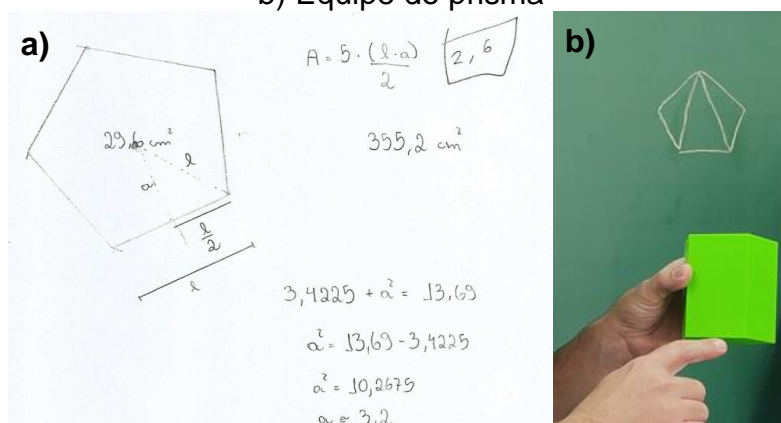 b) Equipe do prisma
a)
A = 5 · (l·a)/2
2,6
29,60 cm²
355,2 cm²
l
a
l/2
l
3,4225 + a² = 13,69
a² = 13,69 - 3,4225
a² = 10,2675
a ≈ 3,2
b)